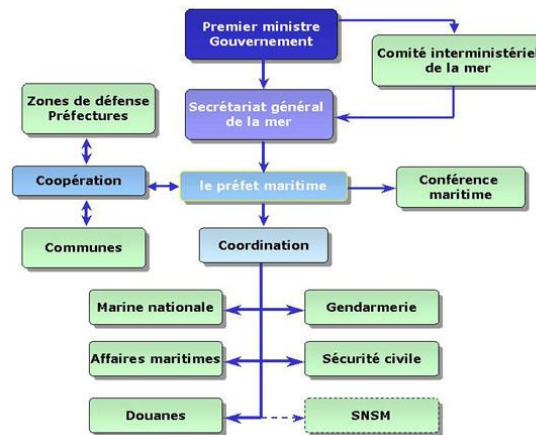 Premier ministre
Gouvernement
Comité interministériel
de la mer
Zones de défense
Préfectures
Secrétariat général
de la mer
Coopération
le préfet maritime
Conférence
maritime
Communes
Coordination
Marine nationale
Gendarmerie
Affaires maritimes
Sécurité civile
Douanes
SNSM